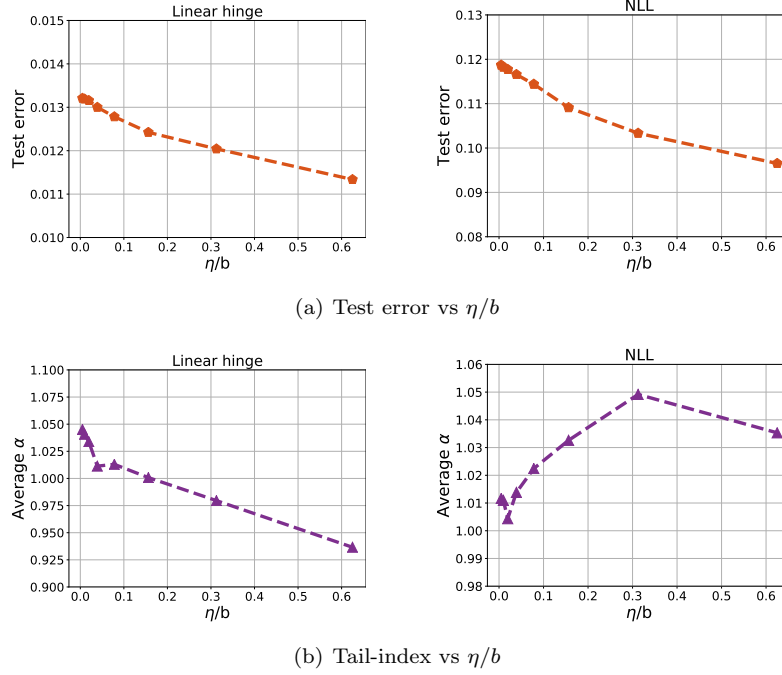 Linear hinge
0.015
0.014
0.013
0.012
0.011
0.010
Test error
0.0 0.1 0.2 0.3 0.4 0.5 0.6
η/b
NLL
0.13
0.12
0.11
0.10
0.09
0.08
Test error
0.0 0.1 0.2 0.3 0.4 0.5 0.6
η/b
(a) Test error vs η/b
Linear hinge
1.100
1.075
1.050
1.025
1.000
0.975
0.950
0.925
0.900
Average α
0.0 0.1 0.2 0.3 0.4 0.5 0.6
η/b
NLL
1.06
1.05
1.04
1.03
1.02
1.01
1.00
0.99
0.98
Average α
0.0 0.1 0.2 0.3 0.4 0.5 0.6
η/b
(b) Tail-index vs η/b